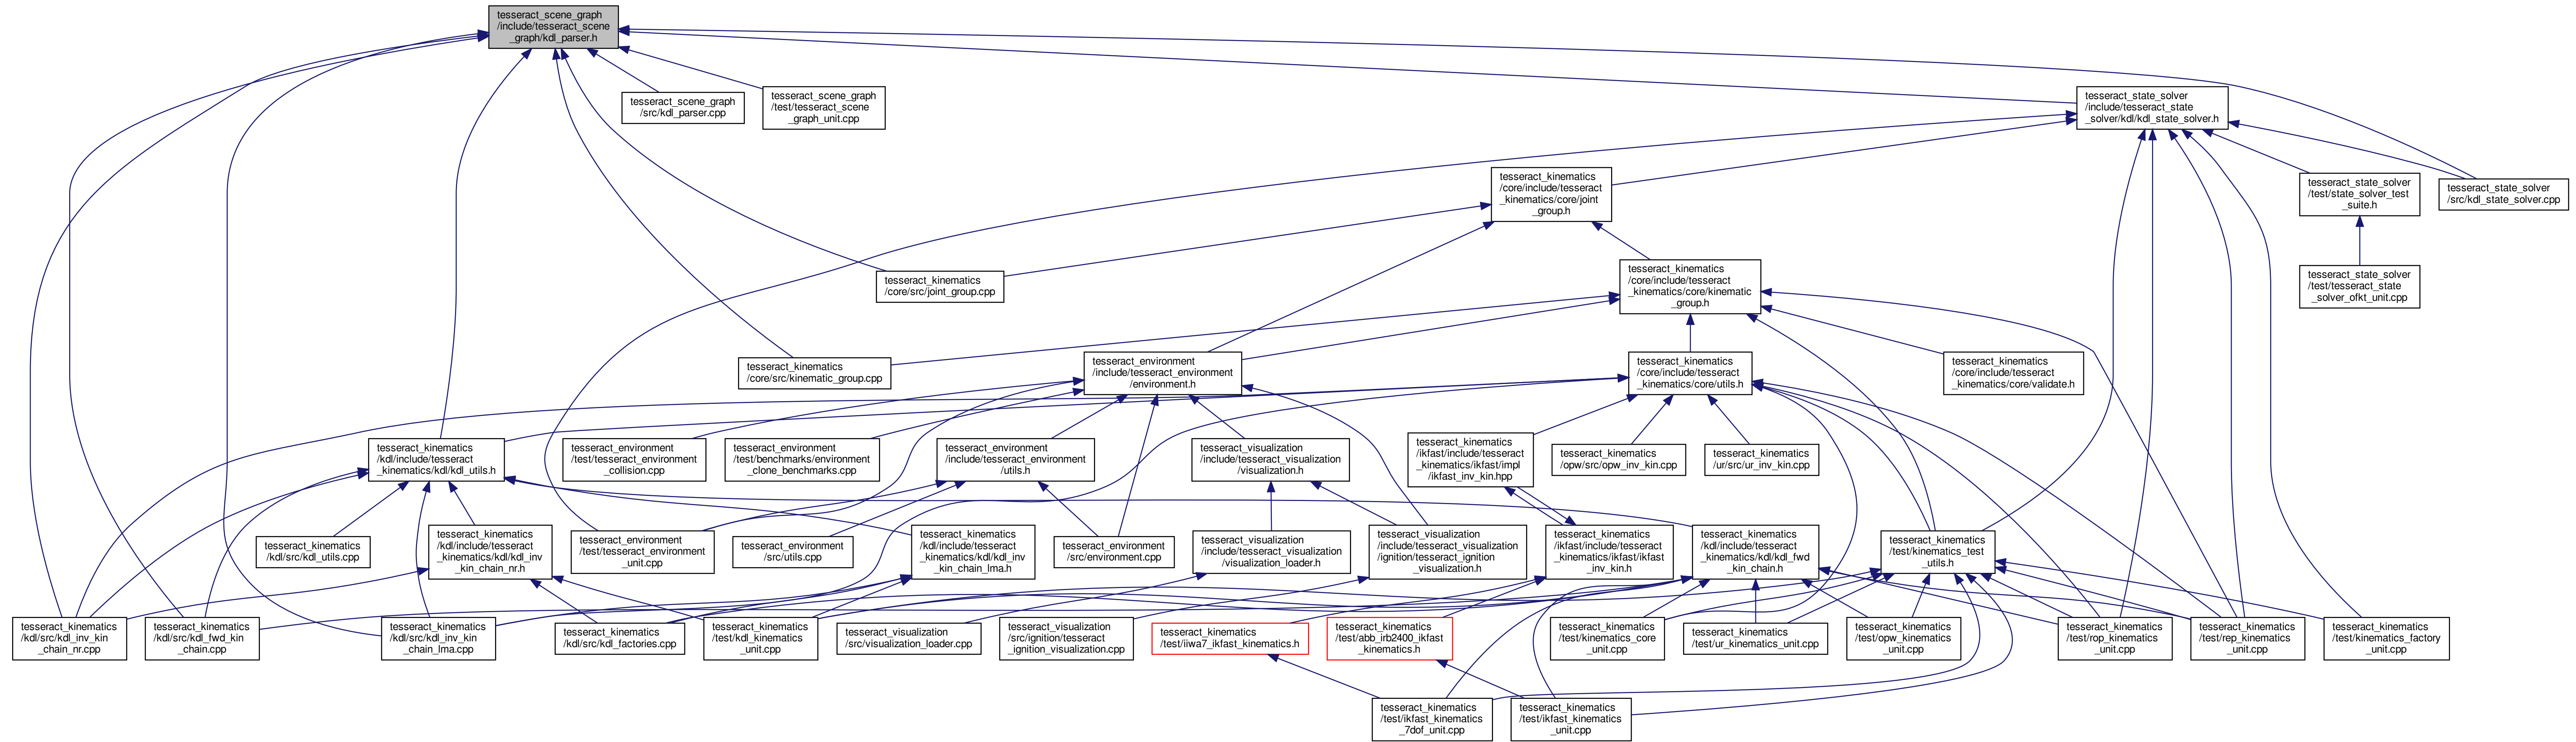 tesseract_scene_graph
/include/tesseract_scene
_graph/kdl_parser.h
tesseract_scene_graph
/src/kdl_parser.cpp
tesseract_scene_graph
/test/tesseract_scene
_graph_unit.cpp
tesseract_state_solver
/include/tesseract_state
_solver/kdl/kdl_state_solver.h
tesseract_kinematics
/core/include/tesseract
_kinematics/core/joint
_group.h
tesseract_state_solver
/test/state_solver_test
_suite.h
tesseract_state_solver
/src/kdl_state_solver.cpp
tesseract_kinematics
/core/src/joint_group.cpp
tesseract_kinematics
/core/include/tesseract
_kinematics/core/kinematic
_group.h
tesseract_state_solver
/test/tesseract_state
_solver_ofkt_unit.cpp
tesseract_kinematics
/core/src/kinematic_group.cpp
tesseract_environment
/include/tesseract_environment
/environment.h
tesseract_kinematics
/core/include/tesseract
_kinematics/core/utils.h
tesseract_kinematics
/core/include/tesseract
_kinematics/core/validate.h
tesseract_kinematics
/kdl/include/tesseract
_kinematics/kdl/kdl_utils.h
tesseract_environment
/test/tesseract_environment
_collision.cpp
tesseract_environment
/test/benchmarks/environment
_clone_benchmarks.cpp
tesseract_environment
/include/tesseract_environment
/utils.h
tesseract_visualization
/include/tesseract_visualization
/visualization.h
tesseract_kinematics
/ikfast/include/tesseract
_kinematics/ikfast/impl
/ikfast_inv_kin.hpp
tesseract_kinematics
/opw/src/opw_inv_kin.cpp
tesseract_kinematics
/ur/src/ur_inv_kin.cpp
tesseract_kinematics
/kdl/src/kdl_utils.cpp
tesseract_kinematics
/kdl/include/tesseract
_kinematics/kdl/kdl_inv
_kin_chain_nr.h
tesseract_environment
/test/tesseract_environment
_unit.cpp
tesseract_environment
/src/utils.cpp
tesseract_kinematics
/kdl/include/tesseract
_kinematics/kdl/kdl_inv
_kin_chain_lma.h
tesseract_environment
/src/environment.cpp
tesseract_visualization
/include/tesseract_visualization
/visualization_loader.h
tesseract_visualization
/include/tesseract_visualization
/ignition/tesseract_ignition
_visualization.h
tesseract_kinematics
/ikfast/include/tesseract
_kinematics/ikfast/ikfast
_inv_kin.h
tesseract_kinematics
/kdl/include/tesseract
_kinematics/kdl/kdl_fwd
_kin_chain.h
tesseract_kinematics
/test/kinematics_test
_utils.h
tesseract_kinematics
/kdl/src/kdl_inv_kin
_chain_nr.cpp
tesseract_kinematics
/kdl/src/kdl_fwd_kin
_chain.cpp
tesseract_kinematics
/kdl/src/kdl_inv_kin
_chain_lma.cpp
tesseract_kinematics
/kdl/src/kdl_factories.cpp
tesseract_kinematics
/test/kdl_kinematics
_unit.cpp
tesseract_visualization
/src/visualization_loader.cpp
tesseract_visualization
/src/ignition/tesseract
_ignition_visualization.cpp
tesseract_kinematics
/test/iiwa7_ikfast_kinematics.h
tesseract_kinematics
/test/abb_irb2400_ikfast
_kinematics.h
tesseract_kinematics
/test/kinematics_core
_unit.cpp
tesseract_kinematics
/test/ur_kinematics_unit.cpp
tesseract_kinematics
/test/opw_kinematics
_unit.cpp
tesseract_kinematics
/test/rop_kinematics
_unit.cpp
tesseract_kinematics
/test/rep_kinematics
_unit.cpp
tesseract_kinematics
/test/kinematics_factory
_unit.cpp
tesseract_kinematics
/test/ikfast_kinematics
_7dof_unit.cpp
tesseract_kinematics
/test/ikfast_kinematics
_unit.cpp